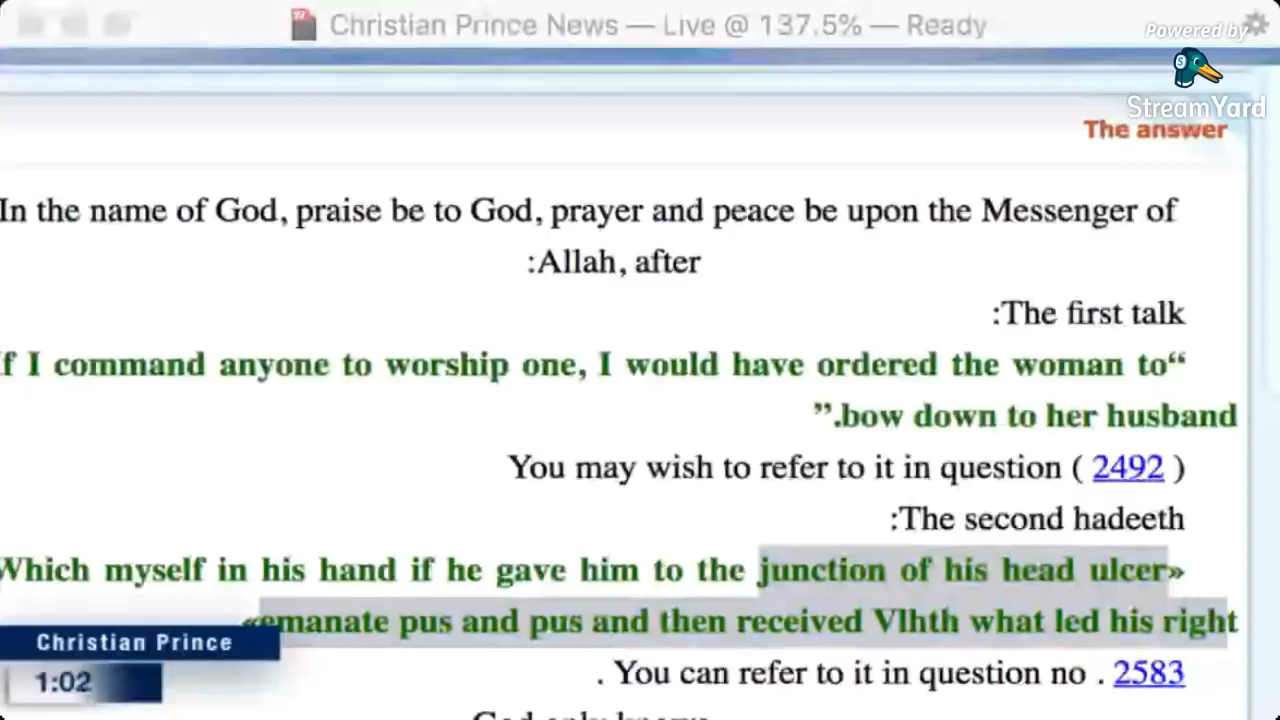 Christian Prince News — Live @ 137.5% — Ready
Powered by
StreamYard
The answer
In the name of God, praise be to God, prayer and peace be upon the Messenger of
:Allah, after
:The first talk
f I command anyone to worship one, I would have ordered the woman to“
”.bow down to her husband
You may wish to refer to it in question ( 2492 )
:The second hadeeth
Which myself in his hand if he gave him to the junction of his head ulcer»
«emanate pus and pus and then received Vlhth what led his right
Christian Prince
. You can refer to it in question no . 2583
1:02
God only knows